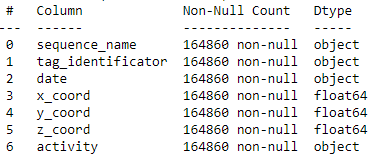 #   Column             Non-Null Count   Dtype
---  ------             --------------   -----
0   sequence_name      164860 non-null  object
1   tag_identificator  164860 non-null  object
2   date               164860 non-null  object
3   x_coord            164860 non-null  float64
4   y_coord            164860 non-null  float64
5   z_coord            164860 non-null  float64
6   activity           164860 non-null  object